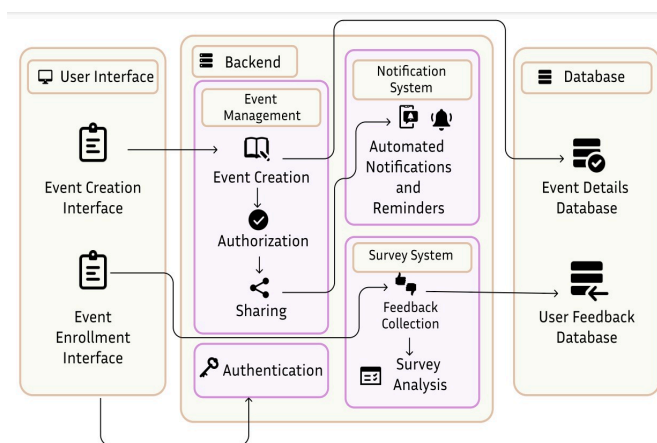 User Interface
Event Creation
Interface
Event
Enrollment
Interface
Backend
Event
Management
Event Creation
Authorization
Sharing
Authentication
Notification
System
Automated
Notifications
and
Reminders
Survey System
Feedback
Collection
Survey
Analysis
Database
Event Details
Database
User Feedback
Database